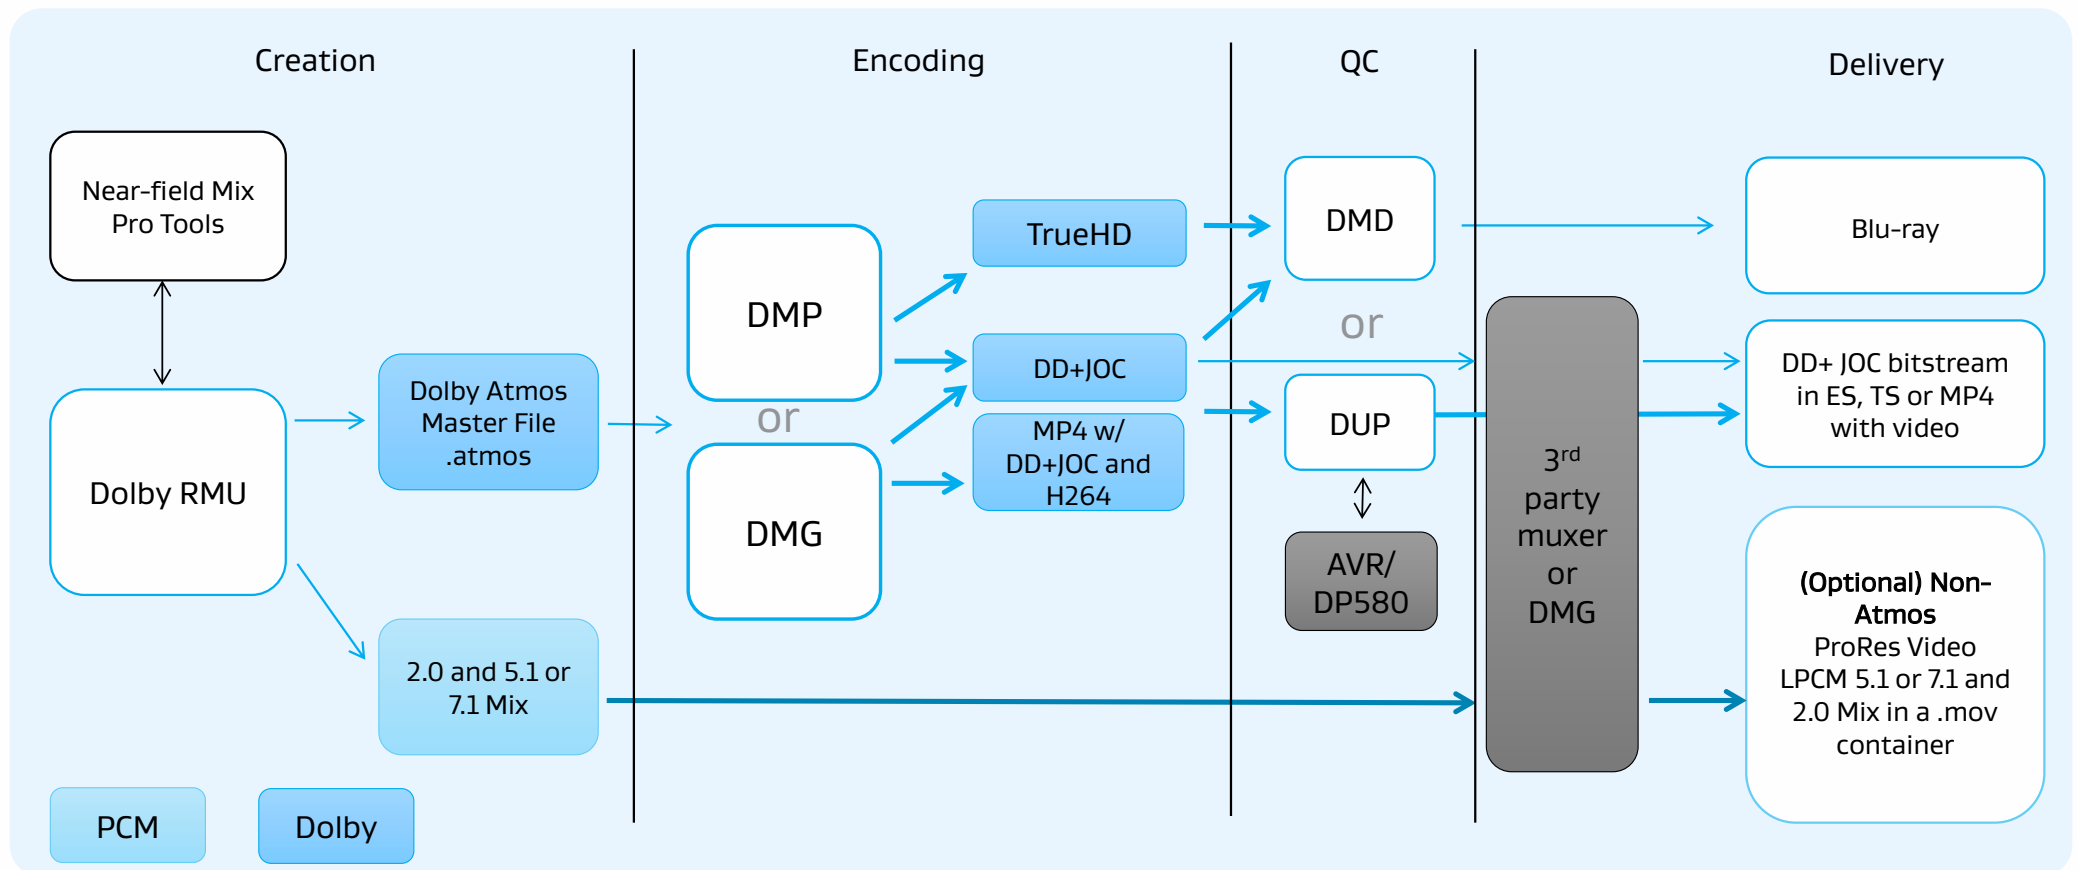 Creation
Encoding
QC
Delivery
Near-field Mix
Pro Tools
Dolby RMU
Dolby Atmos
Master File
.atmos
2.0 and 5.1 or
7.1 Mix
PCM
Dolby
DMP
or
DMG
TrueHD
DD+JOC
MP4 w/
DD+JOC and
H264
DMD
or
DUP
AVR/
DP580
3rd
party
muxer
or
DMG
Blu-ray
DD+ JOC bitstream
in ES, TS or MP4
with video
(Optional) Non-
Atmos
ProRes Video
LPCM 5.1 or 7.1 and
2.0 Mix in a .mov
container